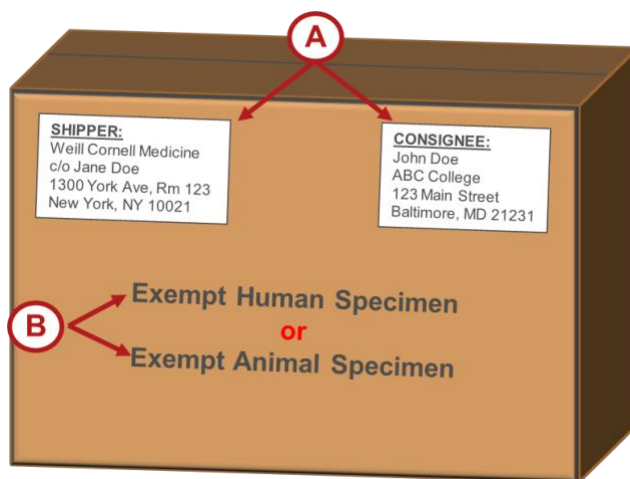 A
SHIPPER:
Weill Cornell Medicine
c/o Jane Doe
1300 York Ave, Rm 123
New York, NY 10021
CONSIGNEE:
John Doe
ABC College
123 Main Street
Baltimore, MD 21231
B
Exempt Human Specimen
or
Exempt Animal Specimen